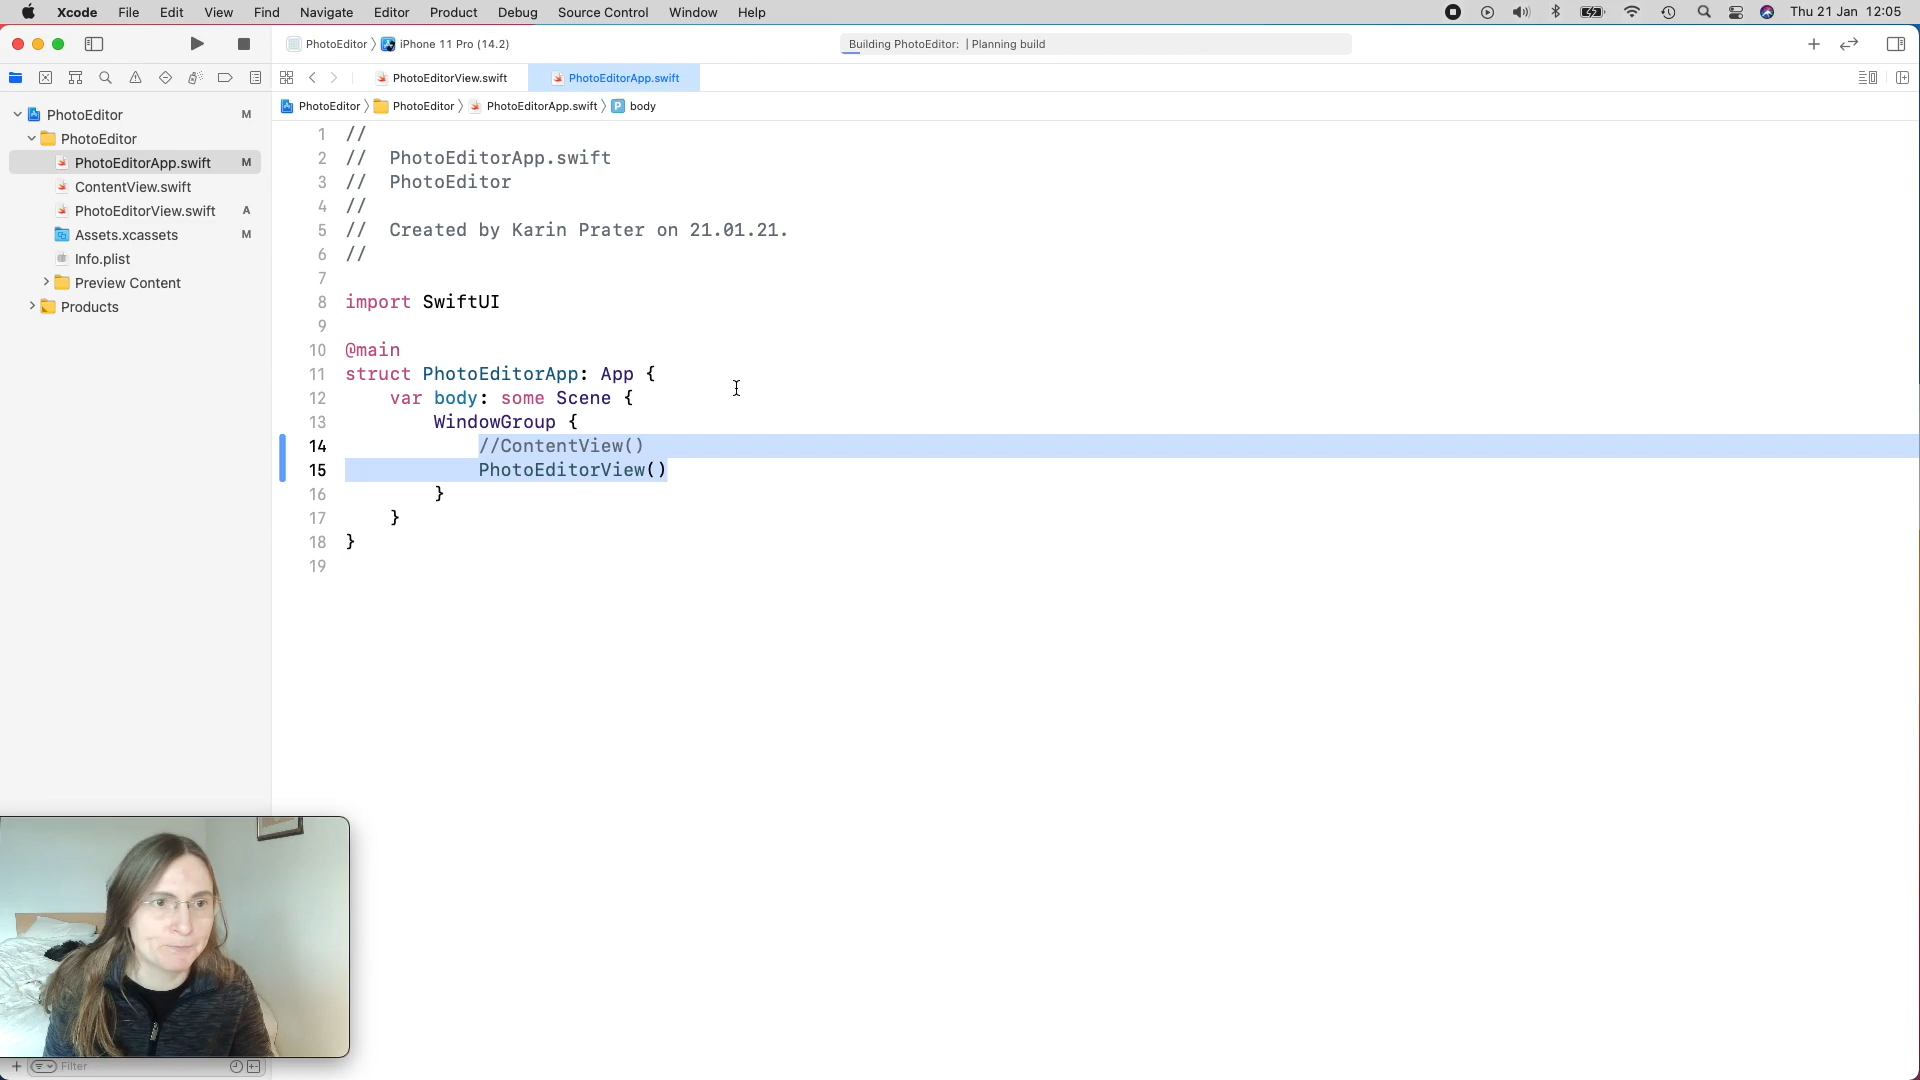 Xcode File Edit View Find Navigate Editor Product Debug Source Control Window Help Thu 21 Jan 12:05
PhotoEditor iPhone 11 Pro (14.2) Building PhotoEditor: | Planning build
PhotoEditorView.swift PhotoEditorApp.swift
PhotoEditor PhotoEditor PhotoEditorApp.swift P body
PhotoEditor M
PhotoEditor
PhotoEditorApp.swift M
ContentView.swift
PhotoEditorView.swift A
Assets.xcassets M
Info.plist
Preview Content
Products
1 //
2 // PhotoEditorApp.swift
3 // PhotoEditor
4 //
5 // Created by Karin Prater on 21.01.21.
6 //
7
8 import SwiftUI
9
10 @main
11 struct PhotoEditorApp: App {
12 var body: some Scene {
13 WindowGroup {
14 //ContentView()
15 PhotoEditorView()
16 }
17 }
18 }
19
Filter